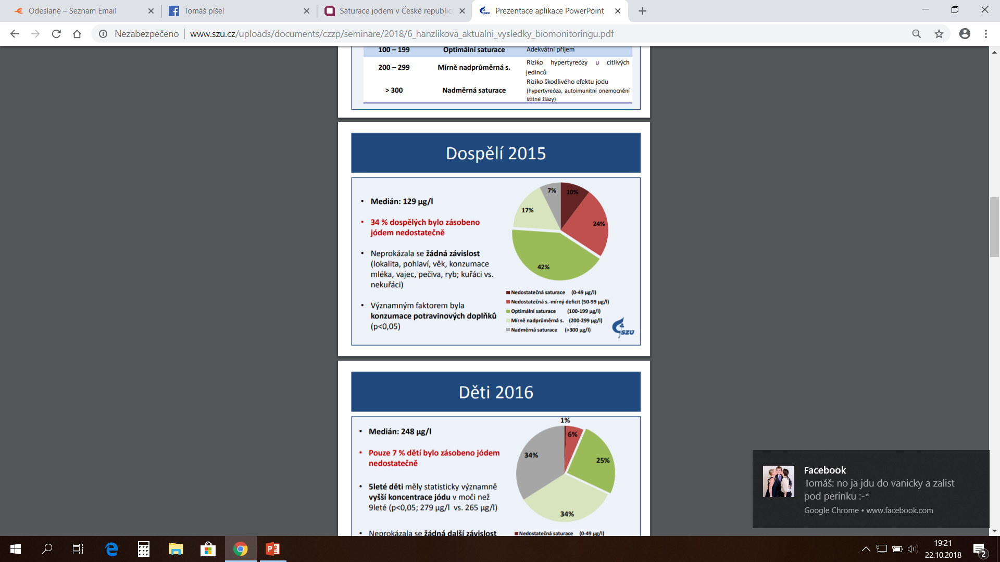 Odeslané – Seznam Email
Tomáš píše!
Saturace jodem v České republice
Prezentace aplikace PowerPoint
Nezabezpečeno
www.szu.cz/uploads/documents/czzp/seminare/2018/6_hanzlikova_aktualni_vysledky_biomonitoringu.pdf
100 – 199 Optimální saturace Adekvátní příjem
200 – 299 Mírně nadprůměrná s. Riziko hypertyreózy u citlivých
jedinců
> 300 Nadměrná saturace Riziko škodlivého efektu jodu
(hypertyreóza, autoimunitní onemocnění
štítné žlázy)
Dospělí 2015
• Medián: 129 µg/l
• 34 % dospělých bylo zásobeno
jódem nedostatečně
• Neprokázala se žádná závislost
(lokalita, pohlaví, věk, konzumace
mléka, vajec, pečiva, ryb; kuřáci vs.
nekuřáci)
• Významným faktorem byla
konzumace potravinových doplňků
(p<0,05)
7%
10%
17%
24%
42%
Nedostatečná saturace (0-49 µg/l)
Nedostatečná s.-mírný deficit (50-99 µg/l)
Optimální saturace (100-199 µg/l)
Mírně nadprůměrná s. (200-299 µg/l)
Nadměrná saturace (>300 µg/l)
SZÚ
Děti 2016
• Medián: 248 µg/l
• Pouze 7 % dětí bylo zásobeno jódem
nedostatečně
• 5leté děti měly statisticky významně
vyšší koncentrace jódu v moči než
9leté (p<0,05; 279 µg/l vs. 265 µg/l)
• Neprokázala se žádná další závislost
1%
6%
34%
25%
34%
Nedostatečná saturace (0-49 µg/l)
Facebook
Tomáš: no ja jdu do vanicky a zalist
pod perinku :-*
Google Chrome • www.facebook.com
19:21
22.10.2018
2